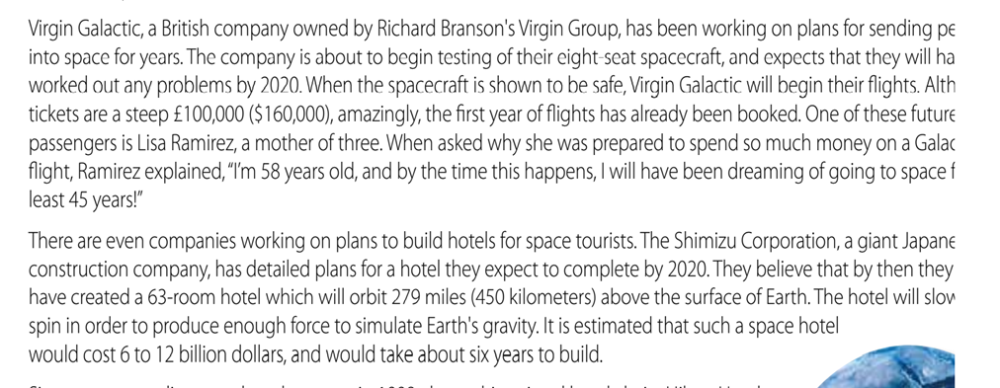 Virgin Galactic, a British company owned by Richard Branson's Virgin Group, has been working on plans for sending pe
into space for years. The company is about to begin testing of their eight-seat spacecraft, and expects that they will ha
worked out any problems by 2020. When the spacecraft is shown to be safe, Virgin Galactic will begin their flights. Alth
tickets are a steep £100,000 ($160,000), amazingly, the first year of flights has already been booked. One of these future
passengers is Lisa Ramirez, a mother of three. When asked why she was prepared to spend so much money on a Galac
flight, Ramirez explained, "I'm 58 years old, and by the time this happens, I will have been dreaming of going to space f
least 45 years!"
There are even companies working on plans to build hotels for space tourists. The Shimizu Corporation, a giant Japane
construction company, has detailed plans for a hotel they expect to complete by 2020. They believe that by then they
have created a 63-room hotel which will orbit 279 miles (450 kilometers) above the surface of Earth. The hotel will slow
spin in order to produce enough force to simulate Earth's gravity. It is estimated that such a space hotel
would cost 6 to 12 billion dollars, and would take about six years to build.